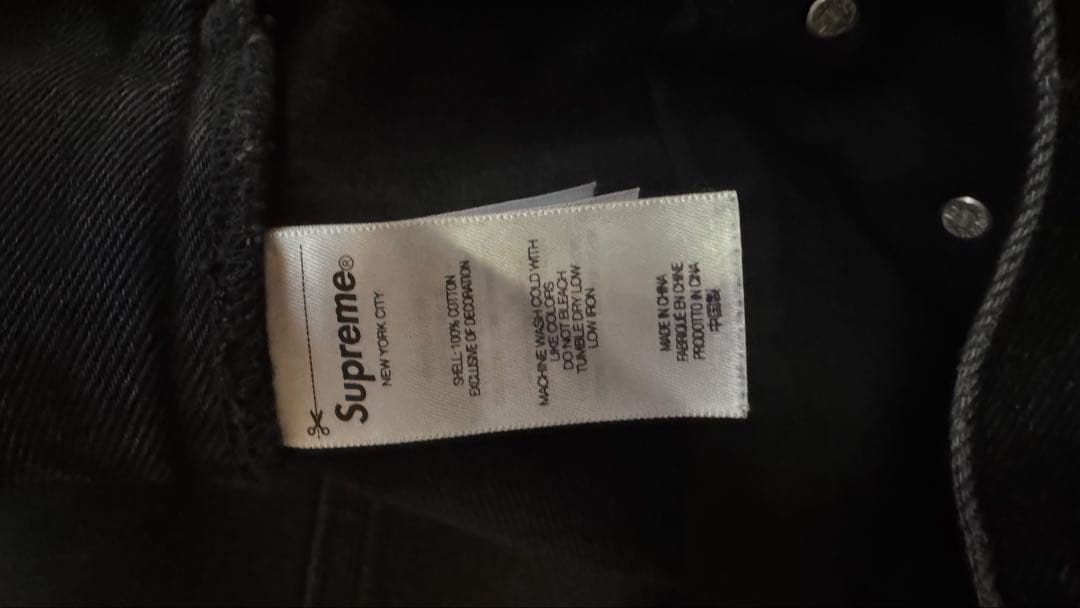 Supreme®
NEW YORK CITY
SHELL: 100% COTTON
EXCLUSIVE OF DECORATION
MACHINE WASH COLD WITH
LIKE COLORS
DO NOT BLEACH
TUMBLE DRY LOW
LOW IRON
MADE IN CHINA
FABRIQUÉ EN CHINE
PRODOTTO IN CINA
中国製